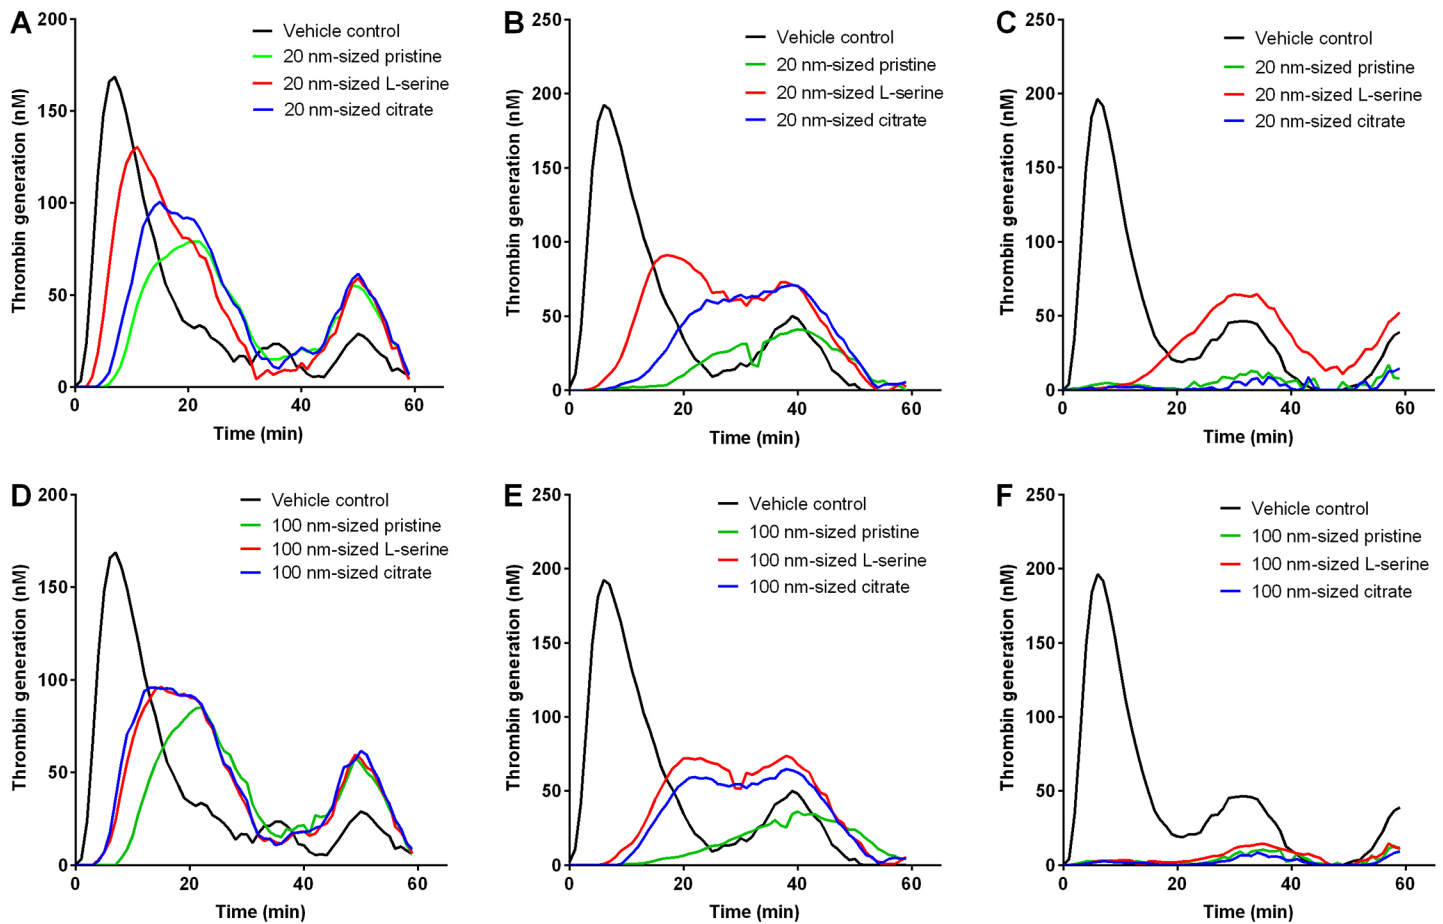 A
Thrombin generation (nM)
200
150
100
50
0
0 20 40 60
Time (min)
Vehicle control
20 nm-sized pristine
20 nm-sized L-serine
20 nm-sized citrate
B
Thrombin generation (nM)
250
200
150
100
50
0
0 20 40 60
Time (min)
Vehicle control
20 nm-sized pristine
20 nm-sized L-serine
20 nm-sized citrate
C
Thrombin generation (nM)
250
200
150
100
50
0
0 20 40 60
Time (min)
Vehicle control
20 nm-sized pristine
20 nm-sized L-serine
20 nm-sized citrate
D
Thrombin generation (nM)
200
150
100
50
0
0 20 40 60
Time (min)
Vehicle control
100 nm-sized pristine
100 nm-sized L-serine
100 nm-sized citrate
E
Thrombin generation (nM)
250
200
150
100
50
0
0 20 40 60
Time (min)
Vehicle control
100 nm-sized pristine
100 nm-sized L-serine
100 nm-sized citrate
F
Thrombin generation (nM)
250
200
150
100
50
0
0 20 40 60
Time (min)
Vehicle control
100 nm-sized pristine
100 nm-sized L-serine
100 nm-sized citrate